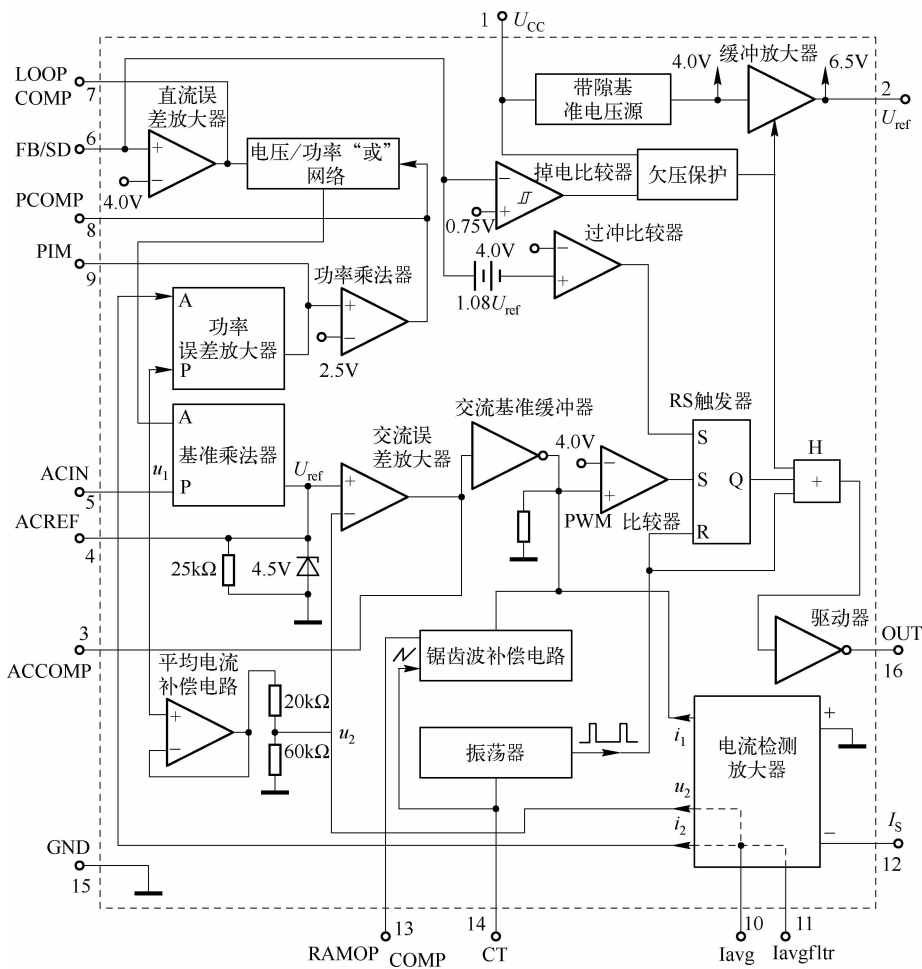 1
U_CC
LOOP
COMP
7
直流误
差放大器
6
FB/SD
+
−
4.0V
电压/功率“或”
网络
PCOMP
8
PIM
9
带隙基
准电压源
4.0V
缓冲放大器
6.5V
2
U_ref
掉电比较器
−
+
0.75V
欠压保护
4.0V
过冲比较器
−
+
1.08U_ref
A
功率
误差放大器
P
功率乘法器
+
−
2.5V
A
基准乘法器
P
u_1
ACIN
5
ACREF
4
U_ref
25kΩ
4.5V
交流误
差放大器
+
−
交流基准缓冲器
4.0V
−
+
PWM 比较器
RS触发器
S
S
Q
R
H
+
驱动器
OUT
16
3
ACCOMP
平均电流
补偿电路
+
−
20kΩ
60kΩ
u_2
锯齿波补偿电路
振荡器
i_1
u_2
i_2
电流检测
放大器
+
−
I_S
12
GND
15
13
RAMOP
COMP
14
CT
10
Iavg
11
Iavgfltr